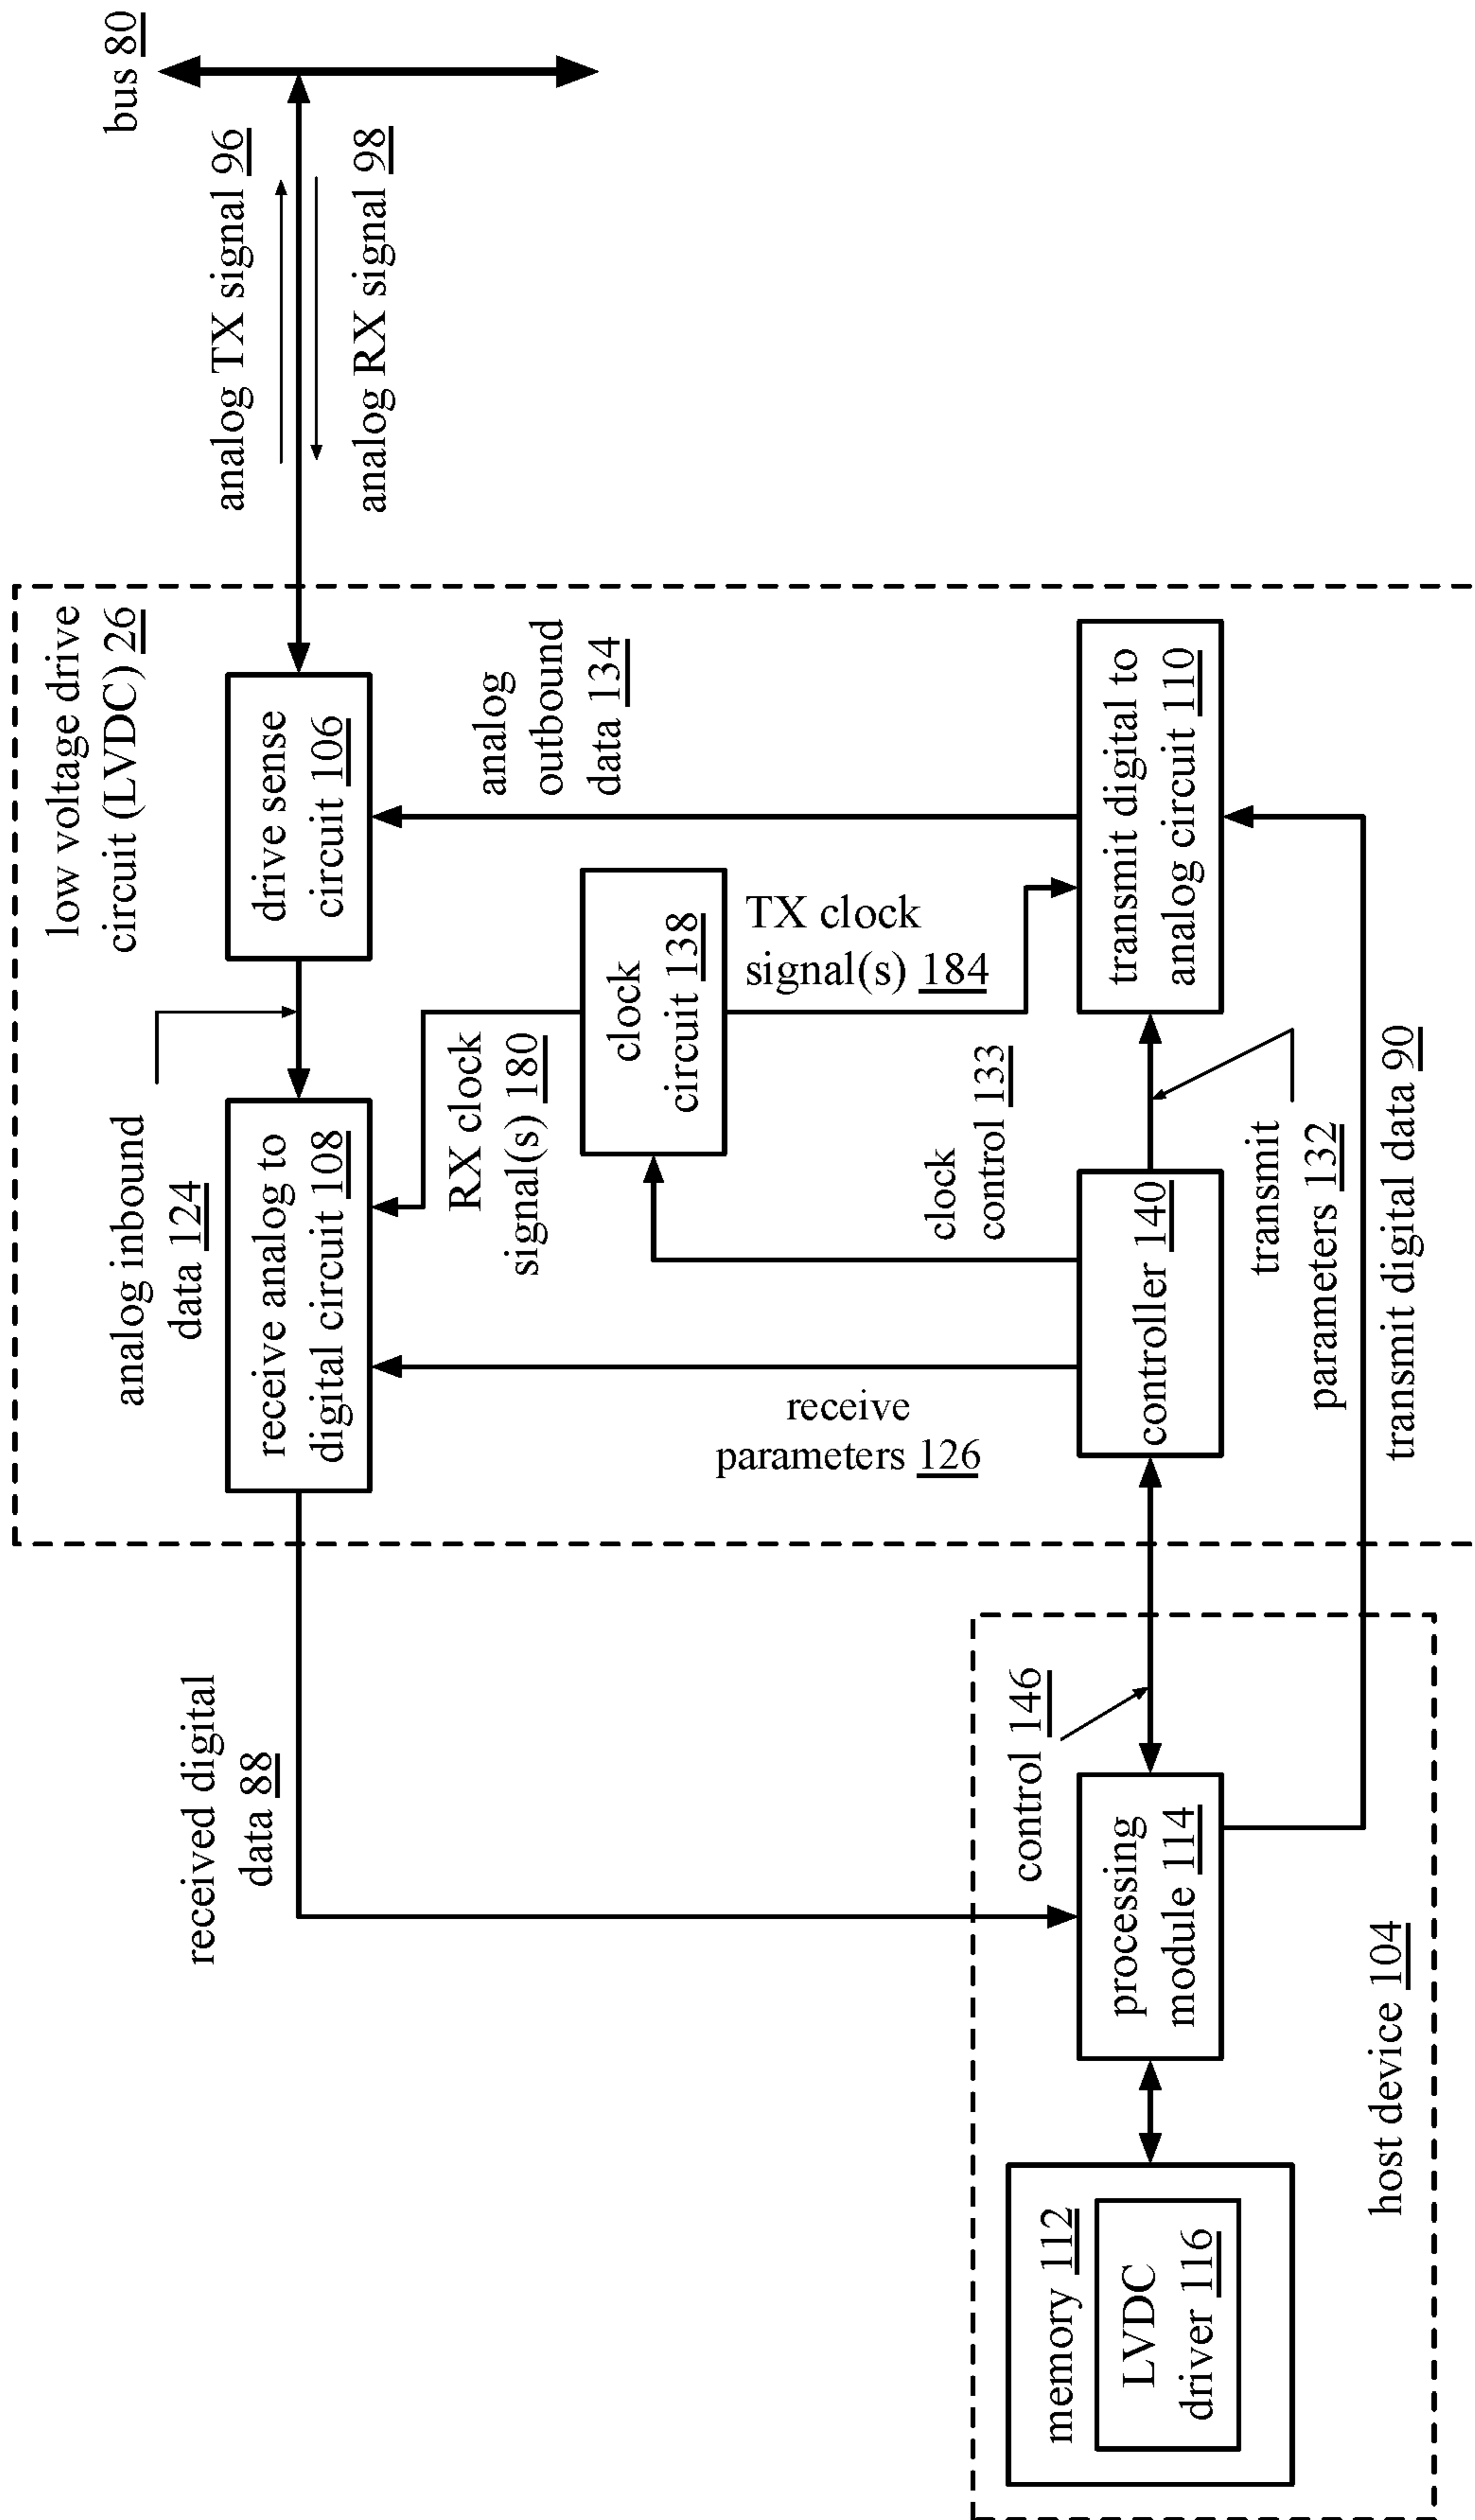 low voltage drive
circuit (LVDC) 26
bus 80
analog TX signal 96
analog RX signal 98
received digital
data 88
analog inbound
data 124
receive analog to
digital circuit 108
drive sense
circuit 106
analog
outbound
data 134
RX clock
signal(s) 180
clock
circuit 138
TX clock
signal(s) 184
receive
parameters 126
clock
control 133
control 146
memory 112
LVDC
driver 116
processing
module 114
controller 140
transmit digital to
analog circuit 110
transmit
parameters 132
host device 104
transmit digital data 90